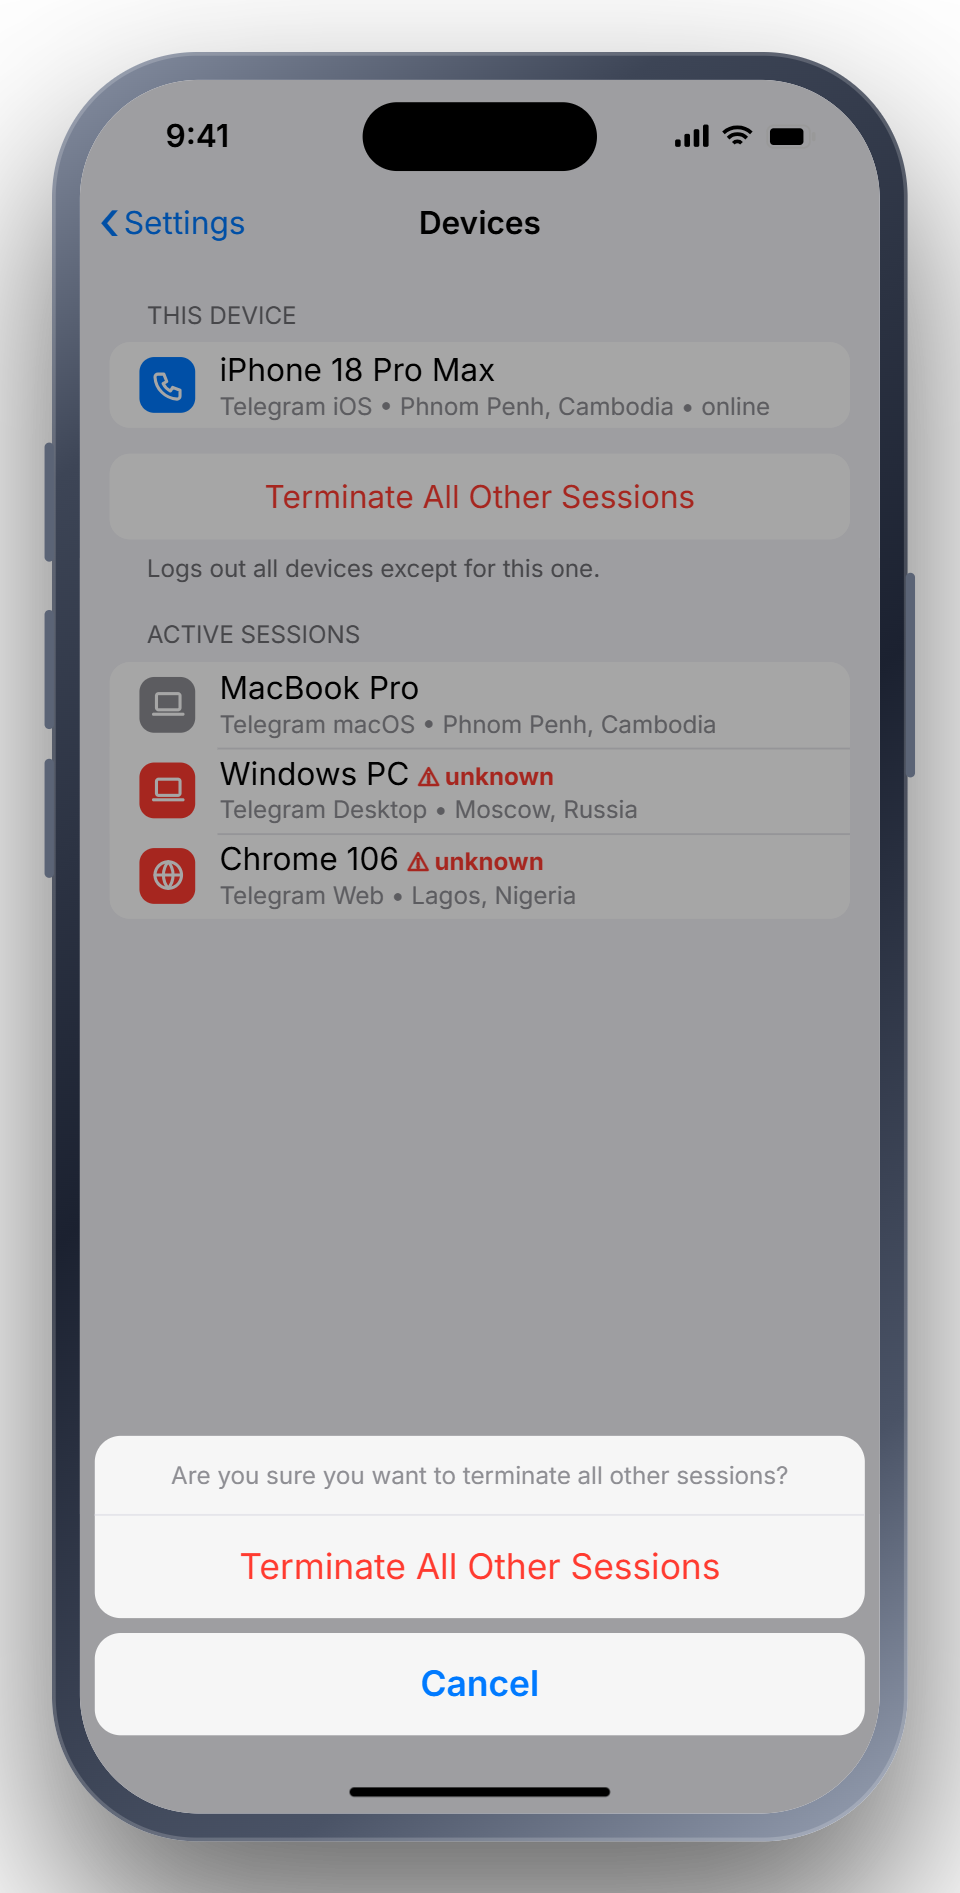 9:41
Settings
Devices
THIS DEVICE
iPhone 18 Pro Max
Telegram iOS • Phnom Penh, Cambodia • online
Terminate All Other Sessions
Logs out all devices except for this one.
ACTIVE SESSIONS
MacBook Pro
Telegram macOS • Phnom Penh, Cambodia
Windows PC ⚠ unknown
Telegram Desktop • Moscow, Russia
Chrome 106 ⚠ unknown
Telegram Web • Lagos, Nigeria
Are you sure you want to terminate all other sessions?
Terminate All Other Sessions
Cancel